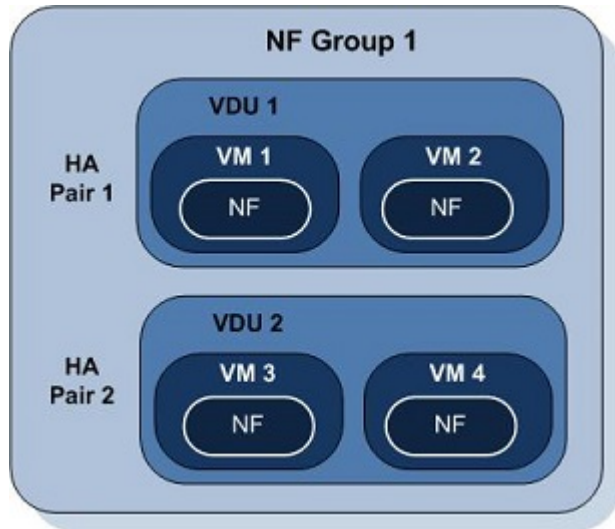 NF Group 1
VDU 1
HA
Pair 1
VM 1
VM 2
NF
NF
VDU 2
HA
Pair 2
VM 3
VM 4
NF
NF